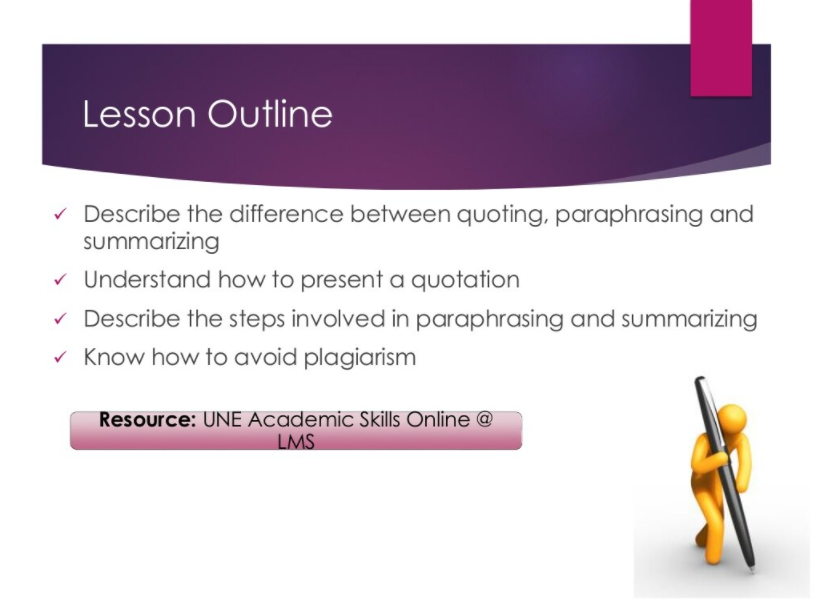 Lesson Outline
Describe the difference between quoting, paraphrasing and
summarizing
Understand how to present a quotation
Describe the steps involved in paraphrasing and summarizing
Know how to avoid plagiarism
Resource: UNE Academic Skills Online @
LMS